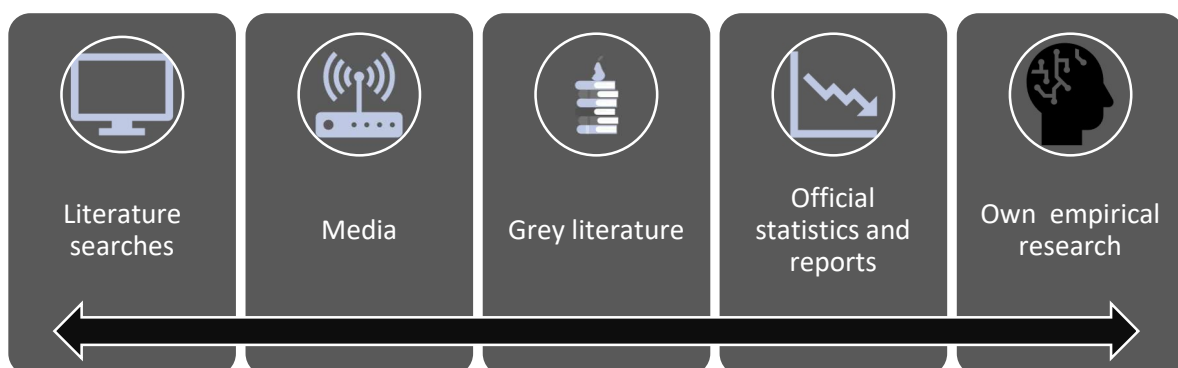 Literature
searches
Media
Grey literature
Official
statistics and
reports
Own empirical
research